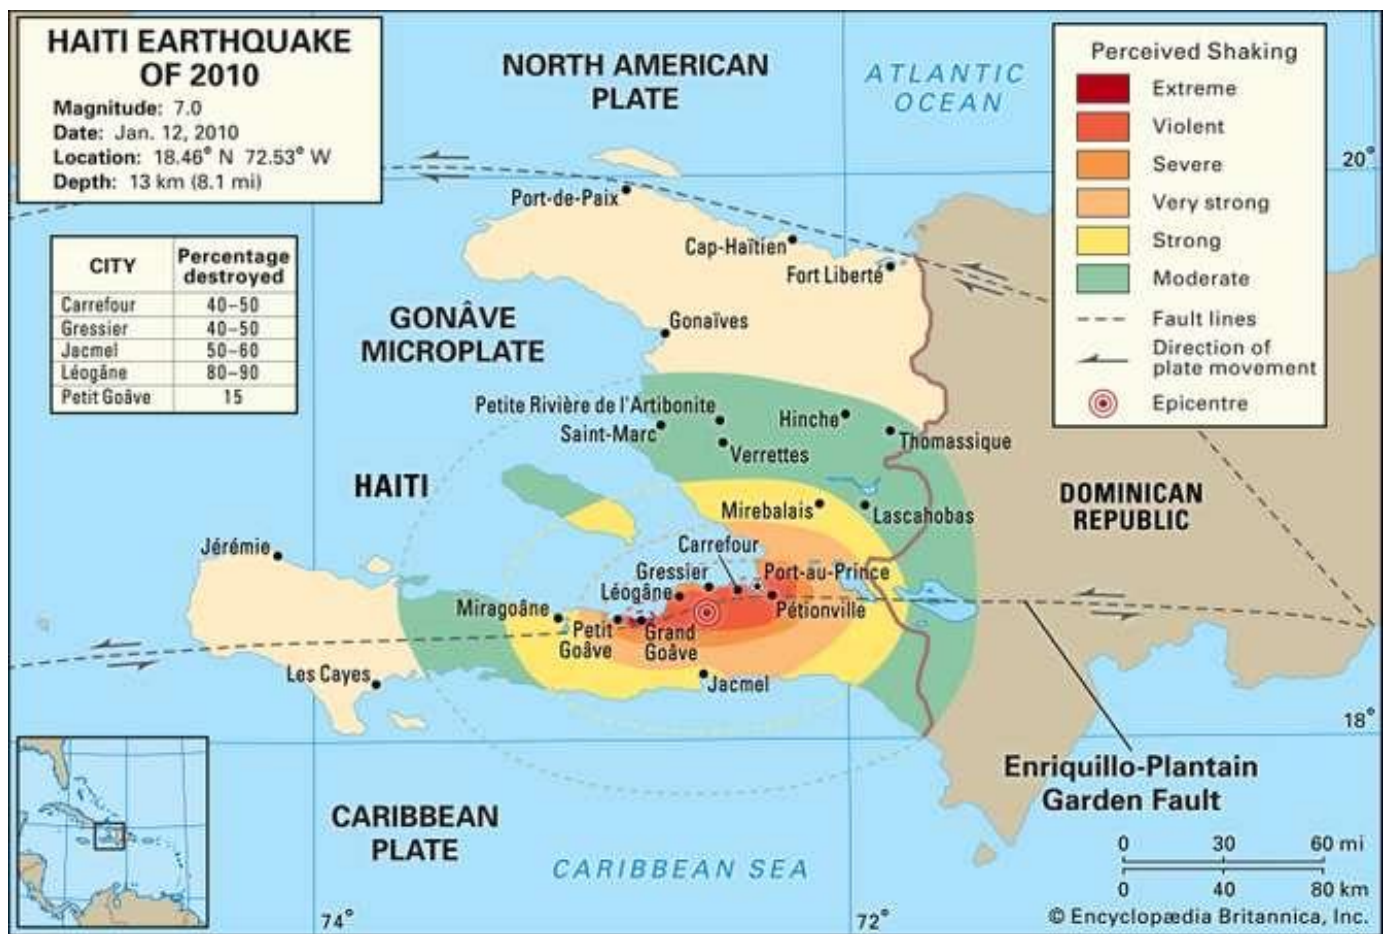 HAITI EARTHQUAKE
OF 2010
Magnitude: 7.0
Date: Jan. 12, 2010
Location: 18.46° N 72.53° W
Depth: 13 km (8.1 mi)
CITY Percentage destroyed
Carrefour 40–50
Gressier 40–50
Jacmel 50–60
Léogâne 80–90
Petit Goâve 15
NORTH AMERICAN
PLATE
ATLANTIC
OCEAN
Perceived Shaking
Extreme
Violent
Severe
Very strong
Strong
Moderate
Fault lines
Direction of
plate movement
Epicentre
20°
Port-de-Paix
Cap-Haïtien
Fort Liberté
GONÂVE
MICROPLATE
Gonaïves
Petite Rivière de l'Artibonite
Saint-Marc
Verrettes
Hinche
Thomassique
HAITI
DOMINICAN
REPUBLIC
Mirebalais
Lascahobas
Jérémie
Carrefour
Gressier
Port-au-Prince
Léogâne
Pétionville
Miragoâne
Petit
Goâve
Grand
Goâve
Les Cayes
Jacmel
18°
Enriquillo-Plantain
Garden Fault
CARIBBEAN
PLATE
CARIBBEAN SEA
0 30 60 mi
0 40 80 km
74°
72°
© Encyclopædia Britannica, Inc.